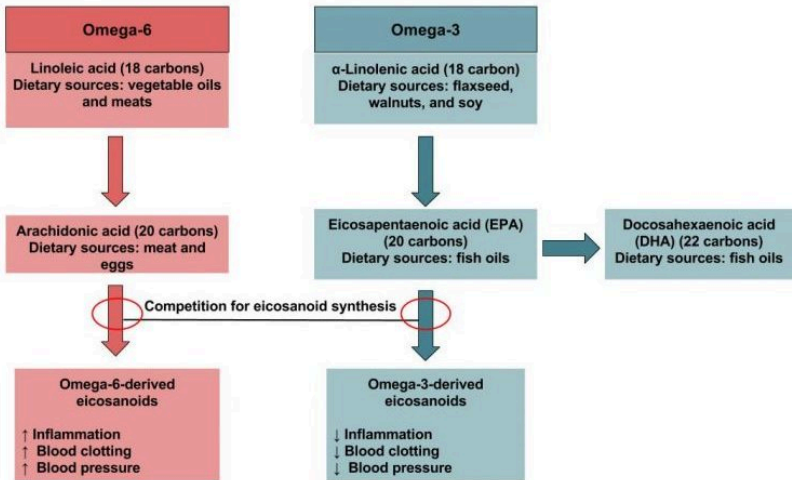 Omega-6
Omega-3
Linoleic acid (18 carbons)
Dietary sources: vegetable oils
and meats
α-Linolenic acid (18 carbon)
Dietary sources: flaxseed,
walnuts, and soy
Arachidonic acid (20 carbons)
Dietary sources: meat and
eggs
Eicosapentaenoic acid (EPA)
(20 carbons)
Dietary sources: fish oils
Docosahexaenoic acid
(DHA) (22 carbons)
Dietary sources: fish oils
Competition for eicosanoid synthesis
Omega-6-derived
eicosanoids
↑ Inflammation
↑ Blood clotting
↑ Blood pressure
Omega-3-derived
eicosanoids
↓ Inflammation
↓ Blood clotting
↓ Blood pressure